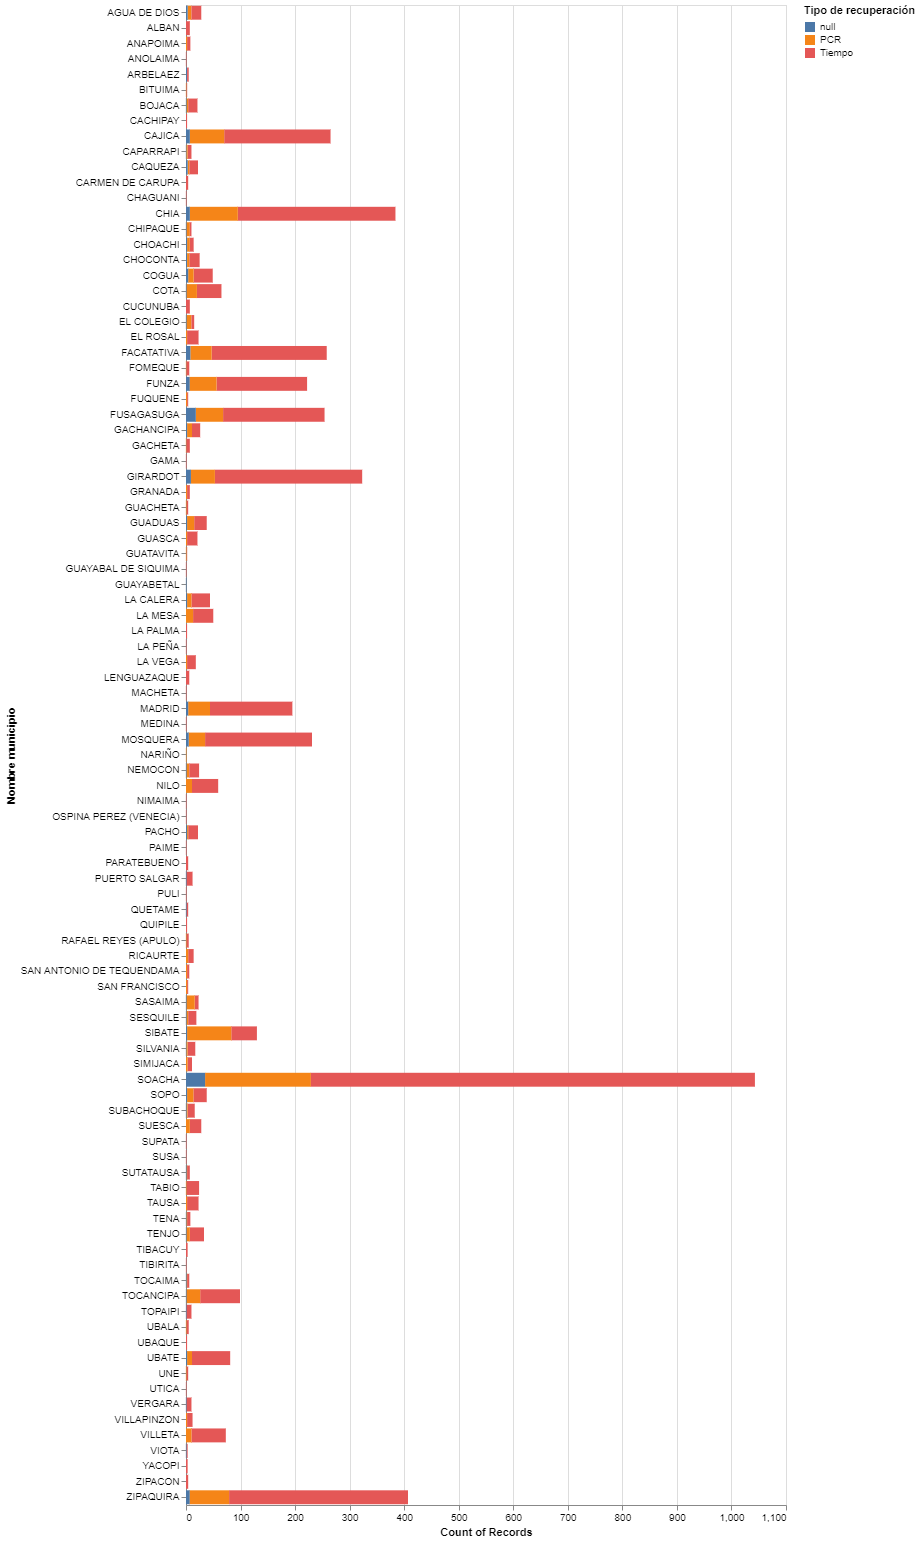 Tipo de recuperación
null
PCR
Tiempo
Nombre municipio
AGUA DE DIOS
ALBAN
ANAPOIMA
ANOLAIMA
ARBELAEZ
BITUIMA
BOJACA
CACHIPAY
CAJICA
CAPARRAPI
CAQUEZA
CARMEN DE CARUPA
CHAGUANI
CHIA
CHIPAQUE
CHOACHI
CHOCONTA
COGUA
COTA
CUCUNUBA
EL COLEGIO
EL ROSAL
FACATATIVA
FOMEQUE
FUNZA
FUQUENE
FUSAGASUGA
GACHANCIPA
GACHETA
GAMA
GIRARDOT
GRANADA
GUACHETA
GUADUAS
GUASCA
GUATAVITA
GUAYABAL DE SIQUIMA
GUAYABETAL
LA CALERA
LA MESA
LA PALMA
LA PEÑA
LA VEGA
LENGUAZAQUE
MACHETA
MADRID
MEDINA
MOSQUERA
NARIÑO
NEMOCON
NILO
NIMAIMA
OSPINA PEREZ (VENECIA)
PACHO
PAIME
PARATEBUENO
PUERTO SALGAR
PULI
QUETAME
QUIPILE
RAFAEL REYES (APULO)
RICAURTE
SAN ANTONIO DE TEQUENDAMA
SAN FRANCISCO
SASAIMA
SESQUILE
SIBATE
SILVANIA
SIMIJACA
SOACHA
SOPO
SUBACHOQUE
SUESCA
SUPATA
SUSA
SUTATAUSA
TABIO
TAUSA
TENA
TENJO
TIBACUY
TIBIRITA
TOCAIMA
TOCANCIPA
TOPAIPI
UBALA
UBAQUE
UBATE
UNE
UTICA
VERGARA
VILLAPINZON
VILLETA
VIOTA
YACOPI
ZIPACON
ZIPAQUIRA
0 100 200 300 400 500 600 700 800 900 1,000 1,100
Count of Records